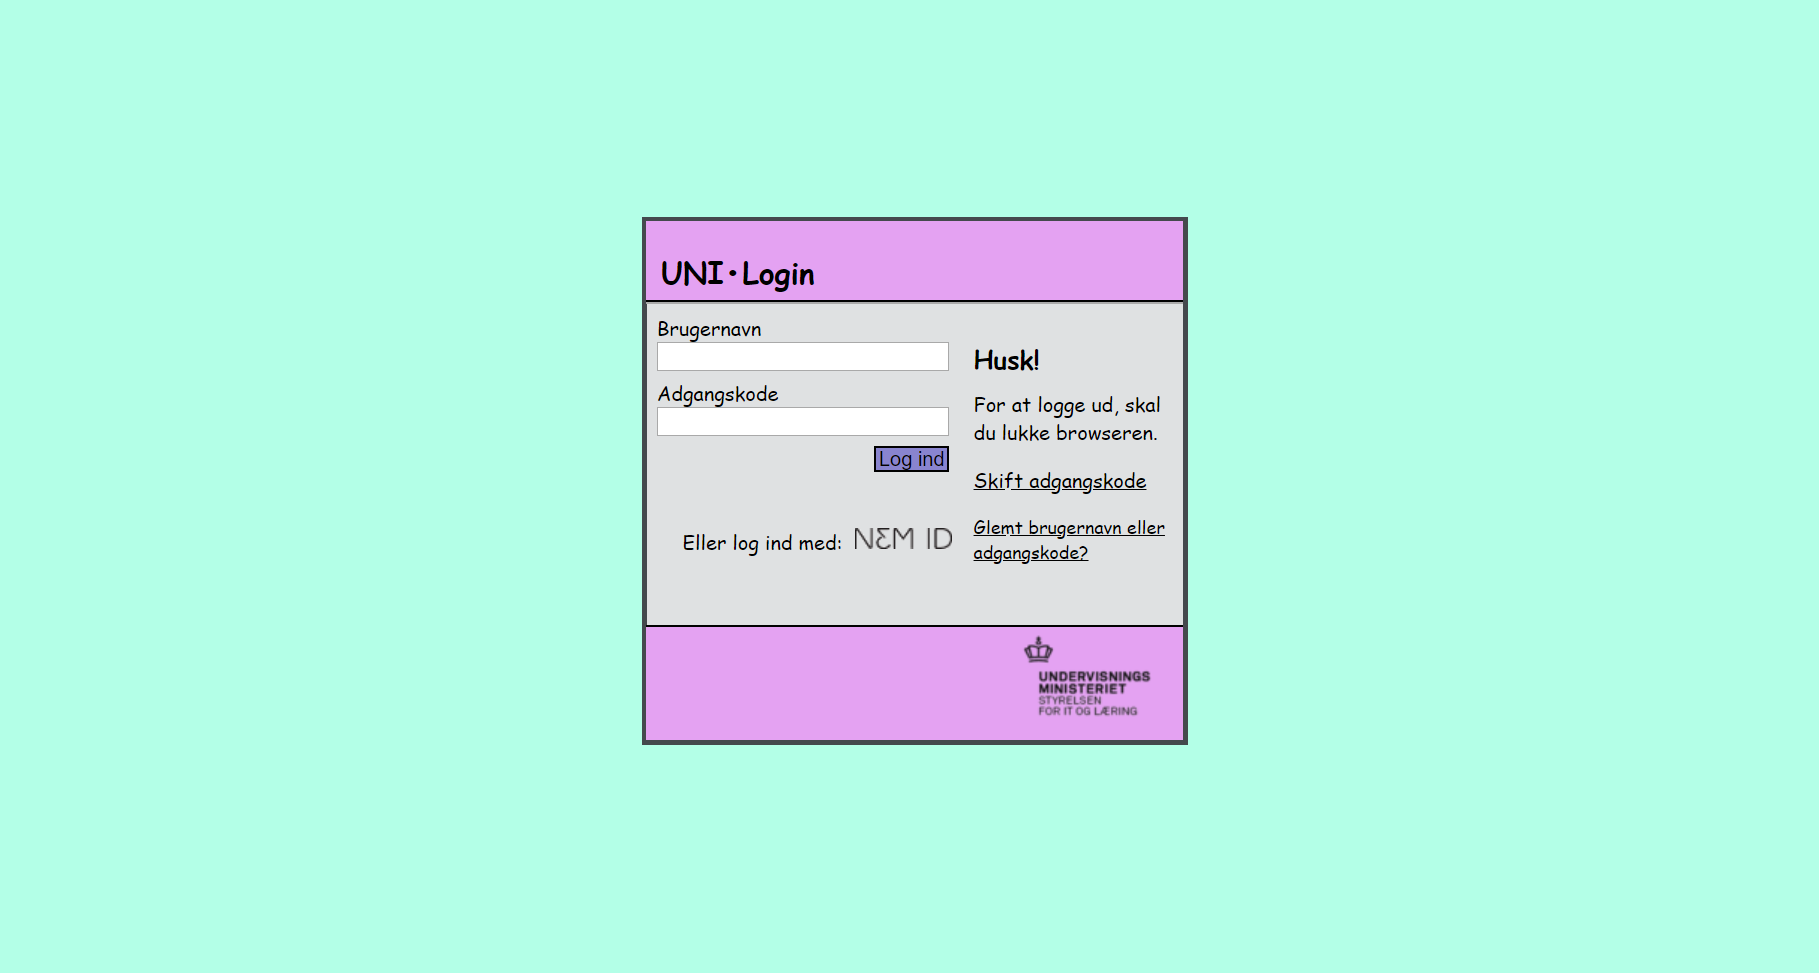 UNI•Login
Brugernavn
Adgangskode
Log ind
Eller log ind med: NEM ID
Husk!
For at logge ud, skal
du lukke browseren.
Skift adgangskode
Glemt brugernavn eller
adgangskode?
UNDERVISNINGS
MINISTERIET
STYRELSEN
FOR IT OG LÆRING